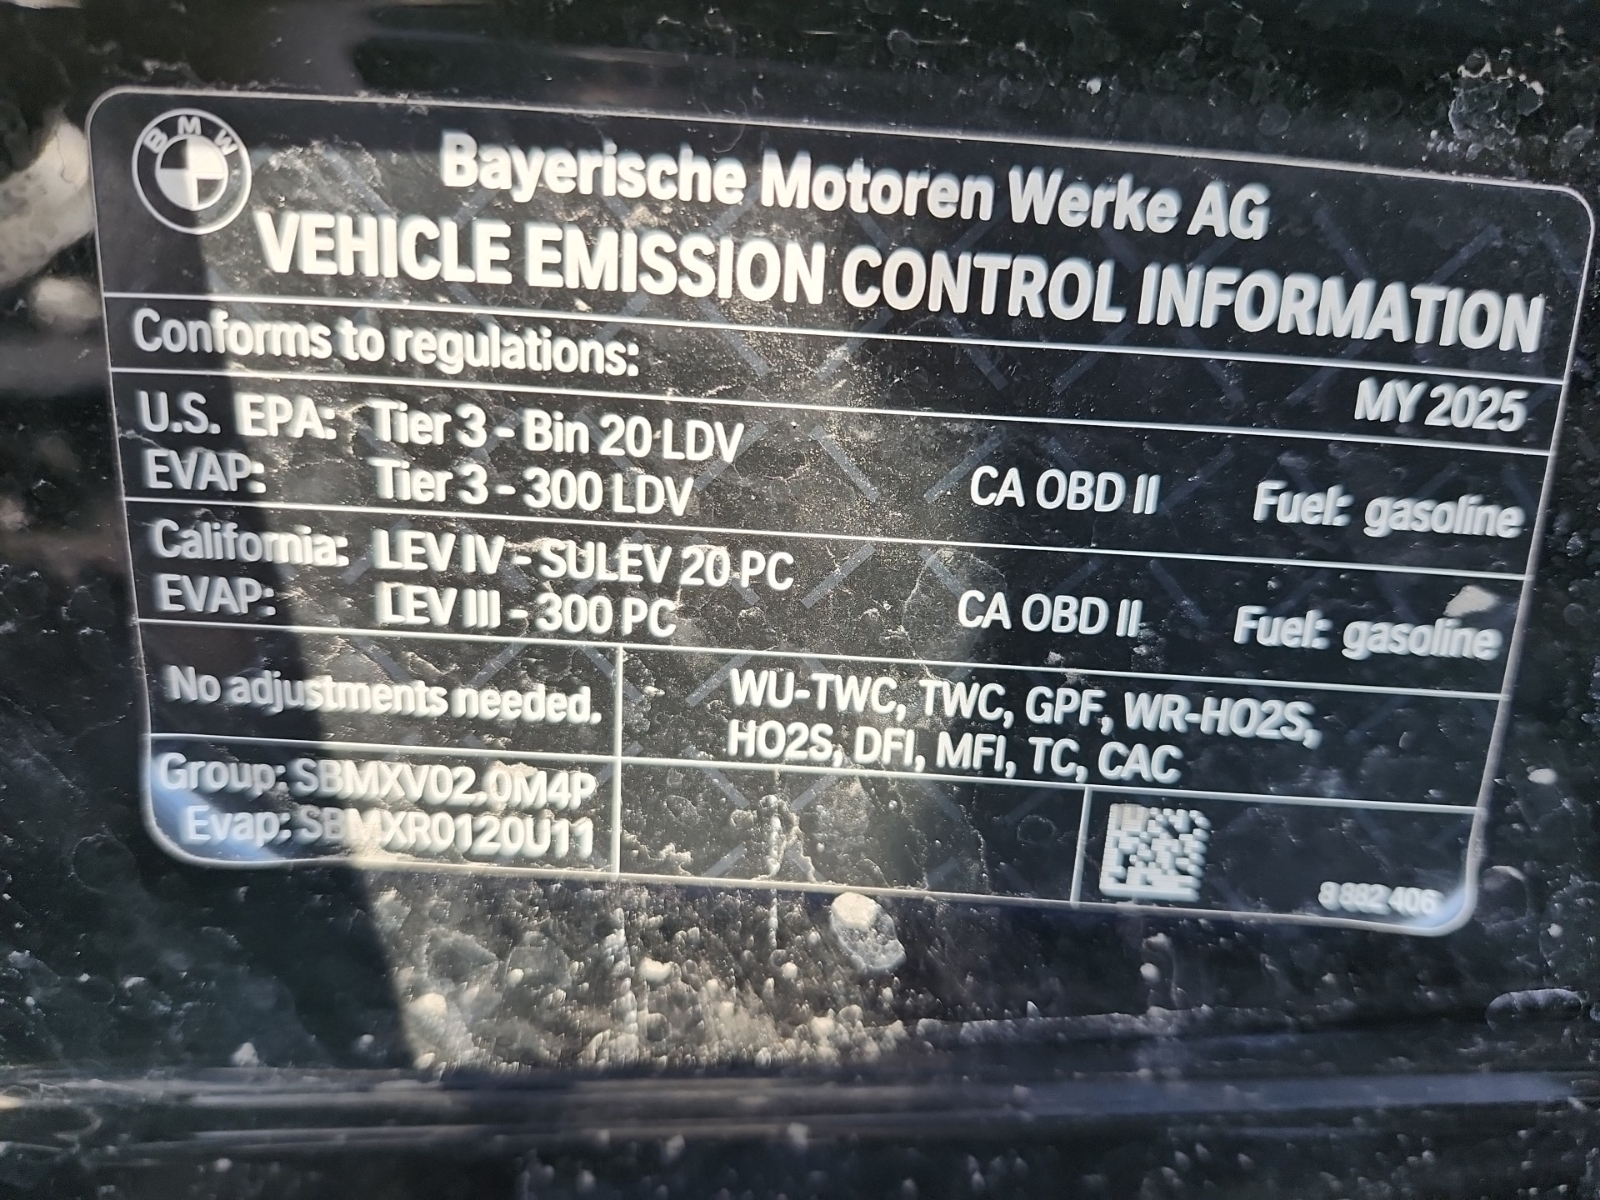 BMW
Bayerische Motoren Werke AG
VEHICLE EMISSION CONTROL INFORMATION
Conforms to regulations:
MY 2025
U.S. EPA: Tier 3 - Bin 20 LDV
EVAP: Tier 3 - 300 LDV CA OBD II Fuel: gasoline
California: LEV IV - SULEV 20 PC
EVAP: LEV III - 300 PC CA OBD II Fuel: gasoline
No adjustments needed.
WU-TWC, TWC, GPF, WR-HO2S,
HO2S, DFI, MFI, TC, CAC
Group: SBMXV02.0M4P
Evap: SBMXR0120U11
8 882 406